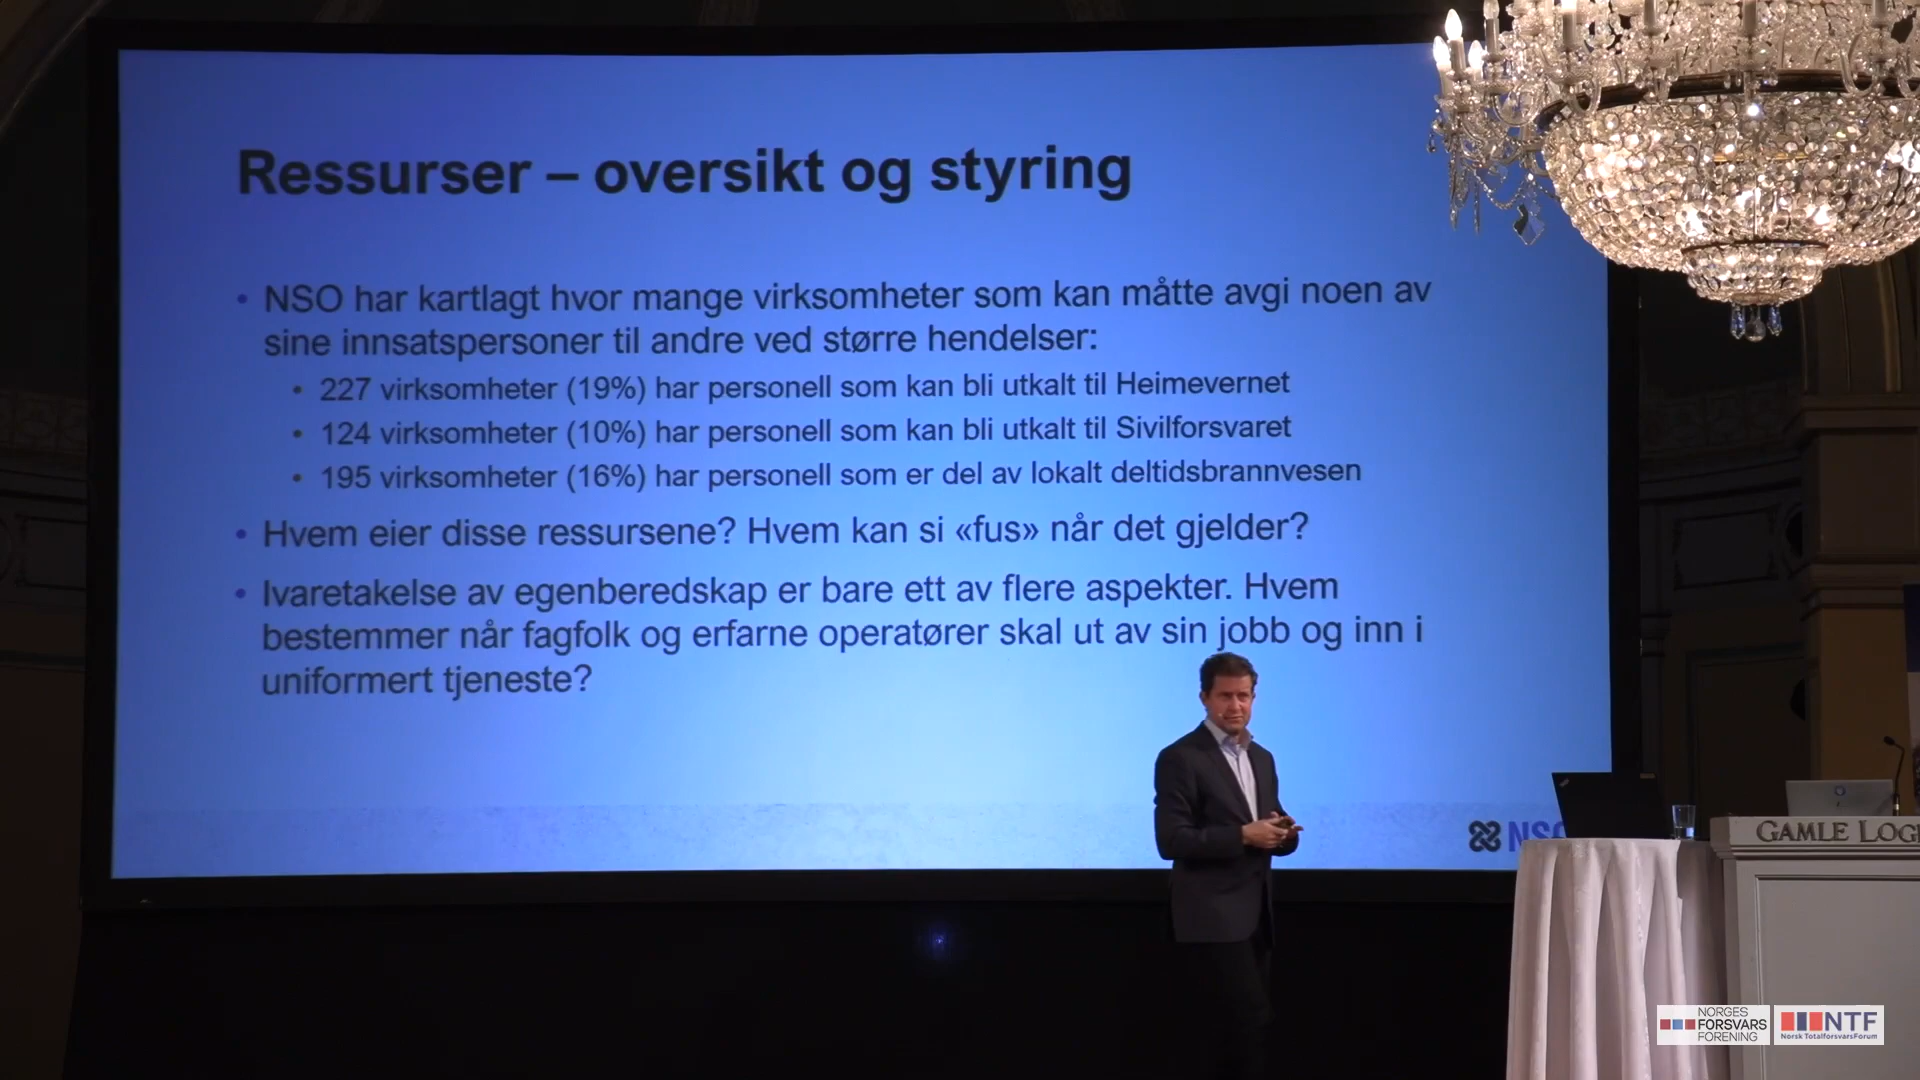 Ressurser – oversikt og styring
• NSO har kartlagt hvor mange virksomheter som kan måtte avgi noen av
sine innsatspersoner til andre ved større hendelser:
• 227 virksomheter (19%) har personell som kan bli utkalt til Heimevernet
• 124 virksomheter (10%) har personell som kan bli utkalt til Sivilforsvaret
• 195 virksomheter (16%) har personell som er del av lokalt deltidsbrannvesen
• Hvem eier disse ressursene? Hvem kan si «fus» når det gjelder?
• Ivaretakelse av egenberedskap er bare ett av flere aspekter. Hvem
bestemmer når fagfolk og erfarne operatører skal ut av sin jobb og inn i
uniformert tjeneste?
NSO
GAMLE LOG
NORGES
FORSVARS
FORENING
NTF
Norsk TotalforsvarsForum